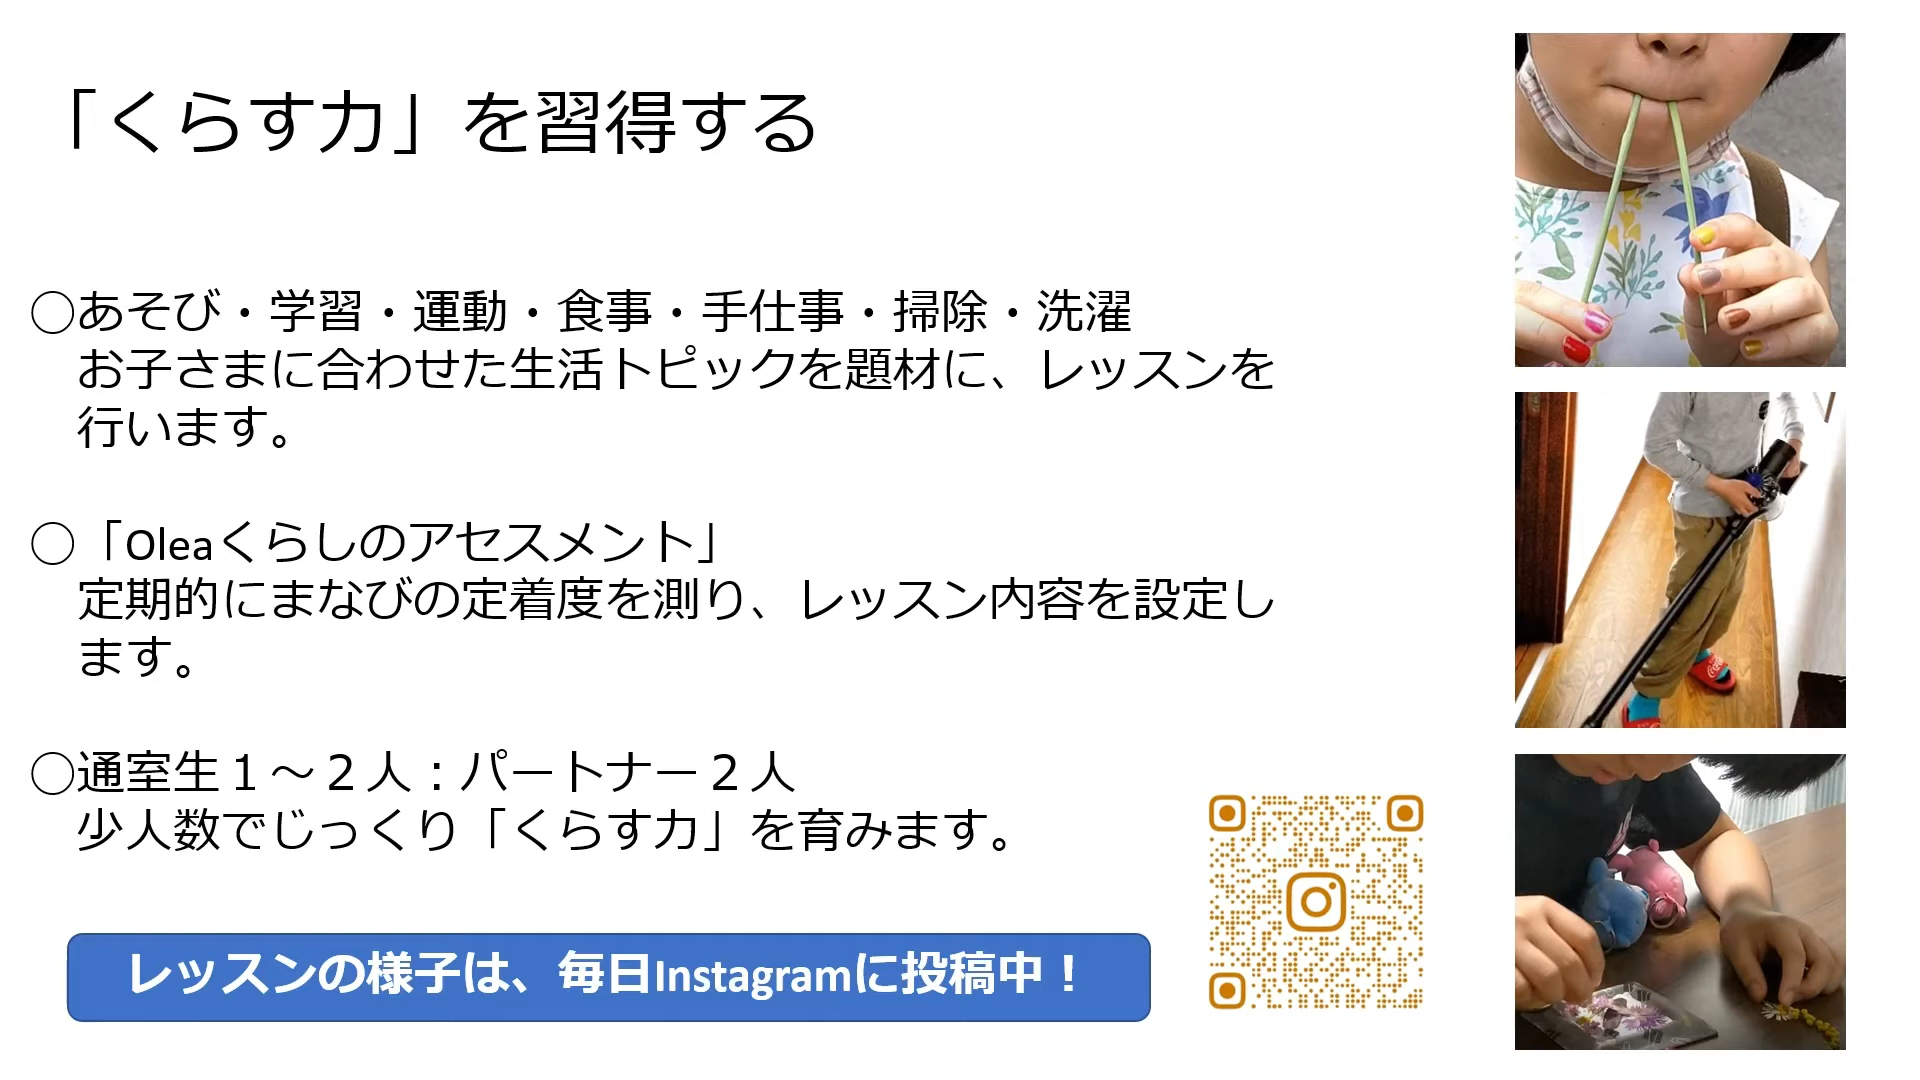 「くらす力」を習得する
◯あそび・学習・運動・食事・手仕事・掃除・洗濯
お子さまに合わせた生活トピックを題材に、レッスンを
行います。
◯「Oleaくらしのアセスメント」
定期的にまなびの定着度を測り、レッスン内容を設定し
ます。
◯通室生１～２人：パートナー２人
少人数でじっくり「くらす力」を育みます。
レッスンの様子は、毎日Instagramに投稿中！